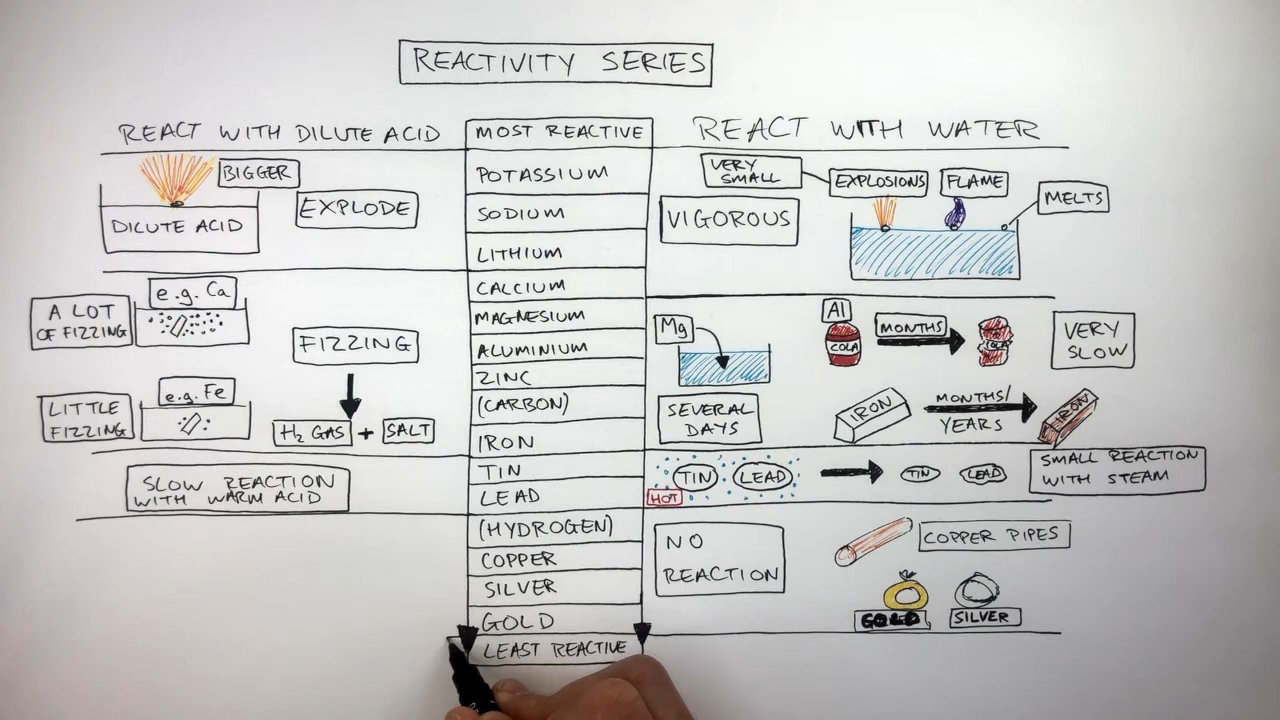 REACTIVITY SERIES
REACT WITH DILUTE ACID
BIGGER
EXPLODE
DILUTE ACID
e.g. Ca
A LOT
OF FIZZING
FIZZING
e.g. Fe
LITTLE
FIZZING
H₂ GAS + SALT
SLOW REACTION
WITH WARM ACID
MOST REACTIVE
POTASSIUM
SODIUM
LITHIUM
CALCIUM
MAGNESIUM
ALUMINIUM
ZINC
(CARBON)
IRON
TIN
LEAD
(HYDROGEN)
COPPER
SILVER
GOLD
LEAST REACTIVE
REACT WITH WATER
VERY
SMALL
EXPLOSIONS
FLAME
MELTS
VIGOROUS
Mg
SEVERAL
DAYS
Al
COLA
MONTHS
COLA
VERY
SLOW
IRON
MONTHS/
YEARS
IRON
HOT
TIN
LEAD
TIN
LEAD
SMALL REACTION
WITH STEAM
NO
REACTION
COPPER PIPES
GOLD
SILVER